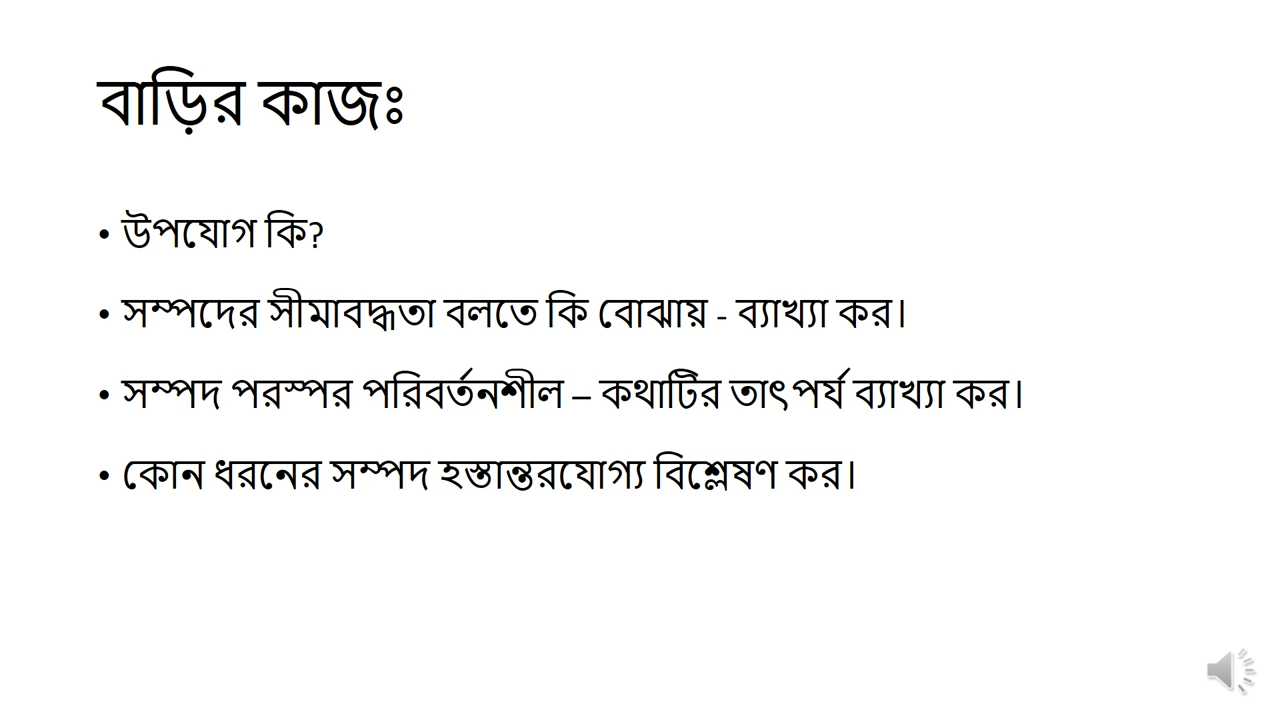 বাড়ির কাজঃ
• উপযোগ কি?
• সম্পদের সীমাবদ্ধতা বলতে কি বোঝায় - ব্যাখ্যা কর।
• সম্পদ পরস্পর পরিবর্তনশীল – কথাটির তাৎপর্য ব্যাখ্যা কর।
• কোন ধরনের সম্পদ হস্তান্তরযোগ্য বিশ্লেষণ কর।